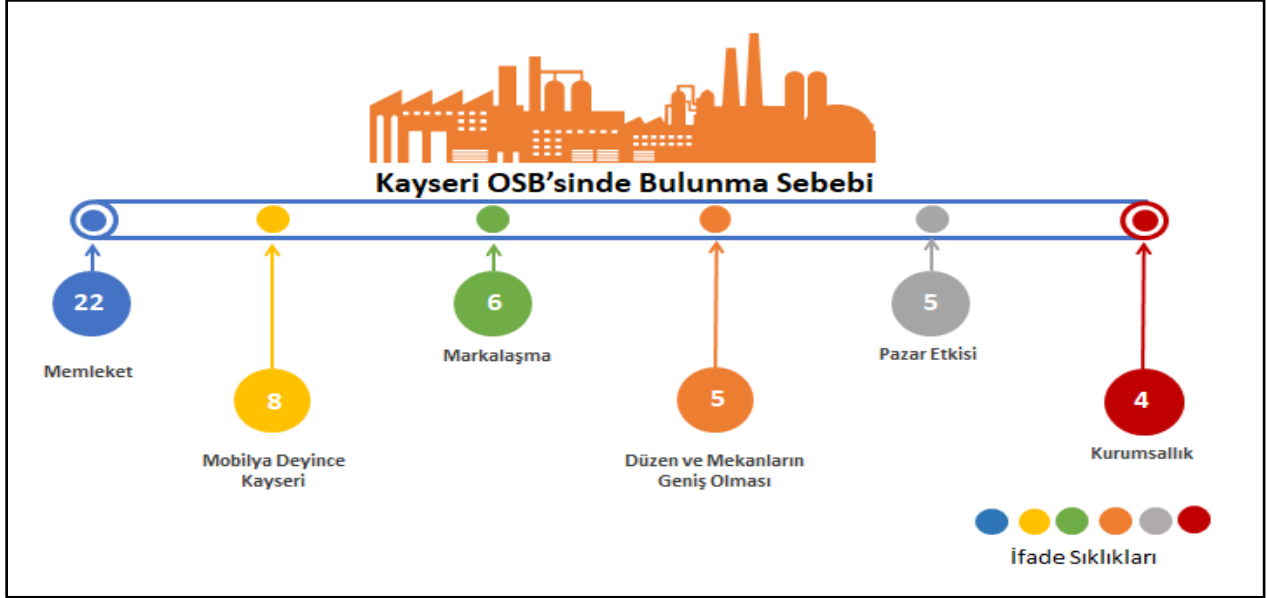 Kayseri OSB'sinde Bulunma Sebebi
22
Memleket
8
Mobilya Deyince
Kayseri
6
Markalaşma
5
Düzen ve Mekanların
Geniş Olması
5
Pazar Etkisi
4
Kurumsallık
İfade Sıklıkları